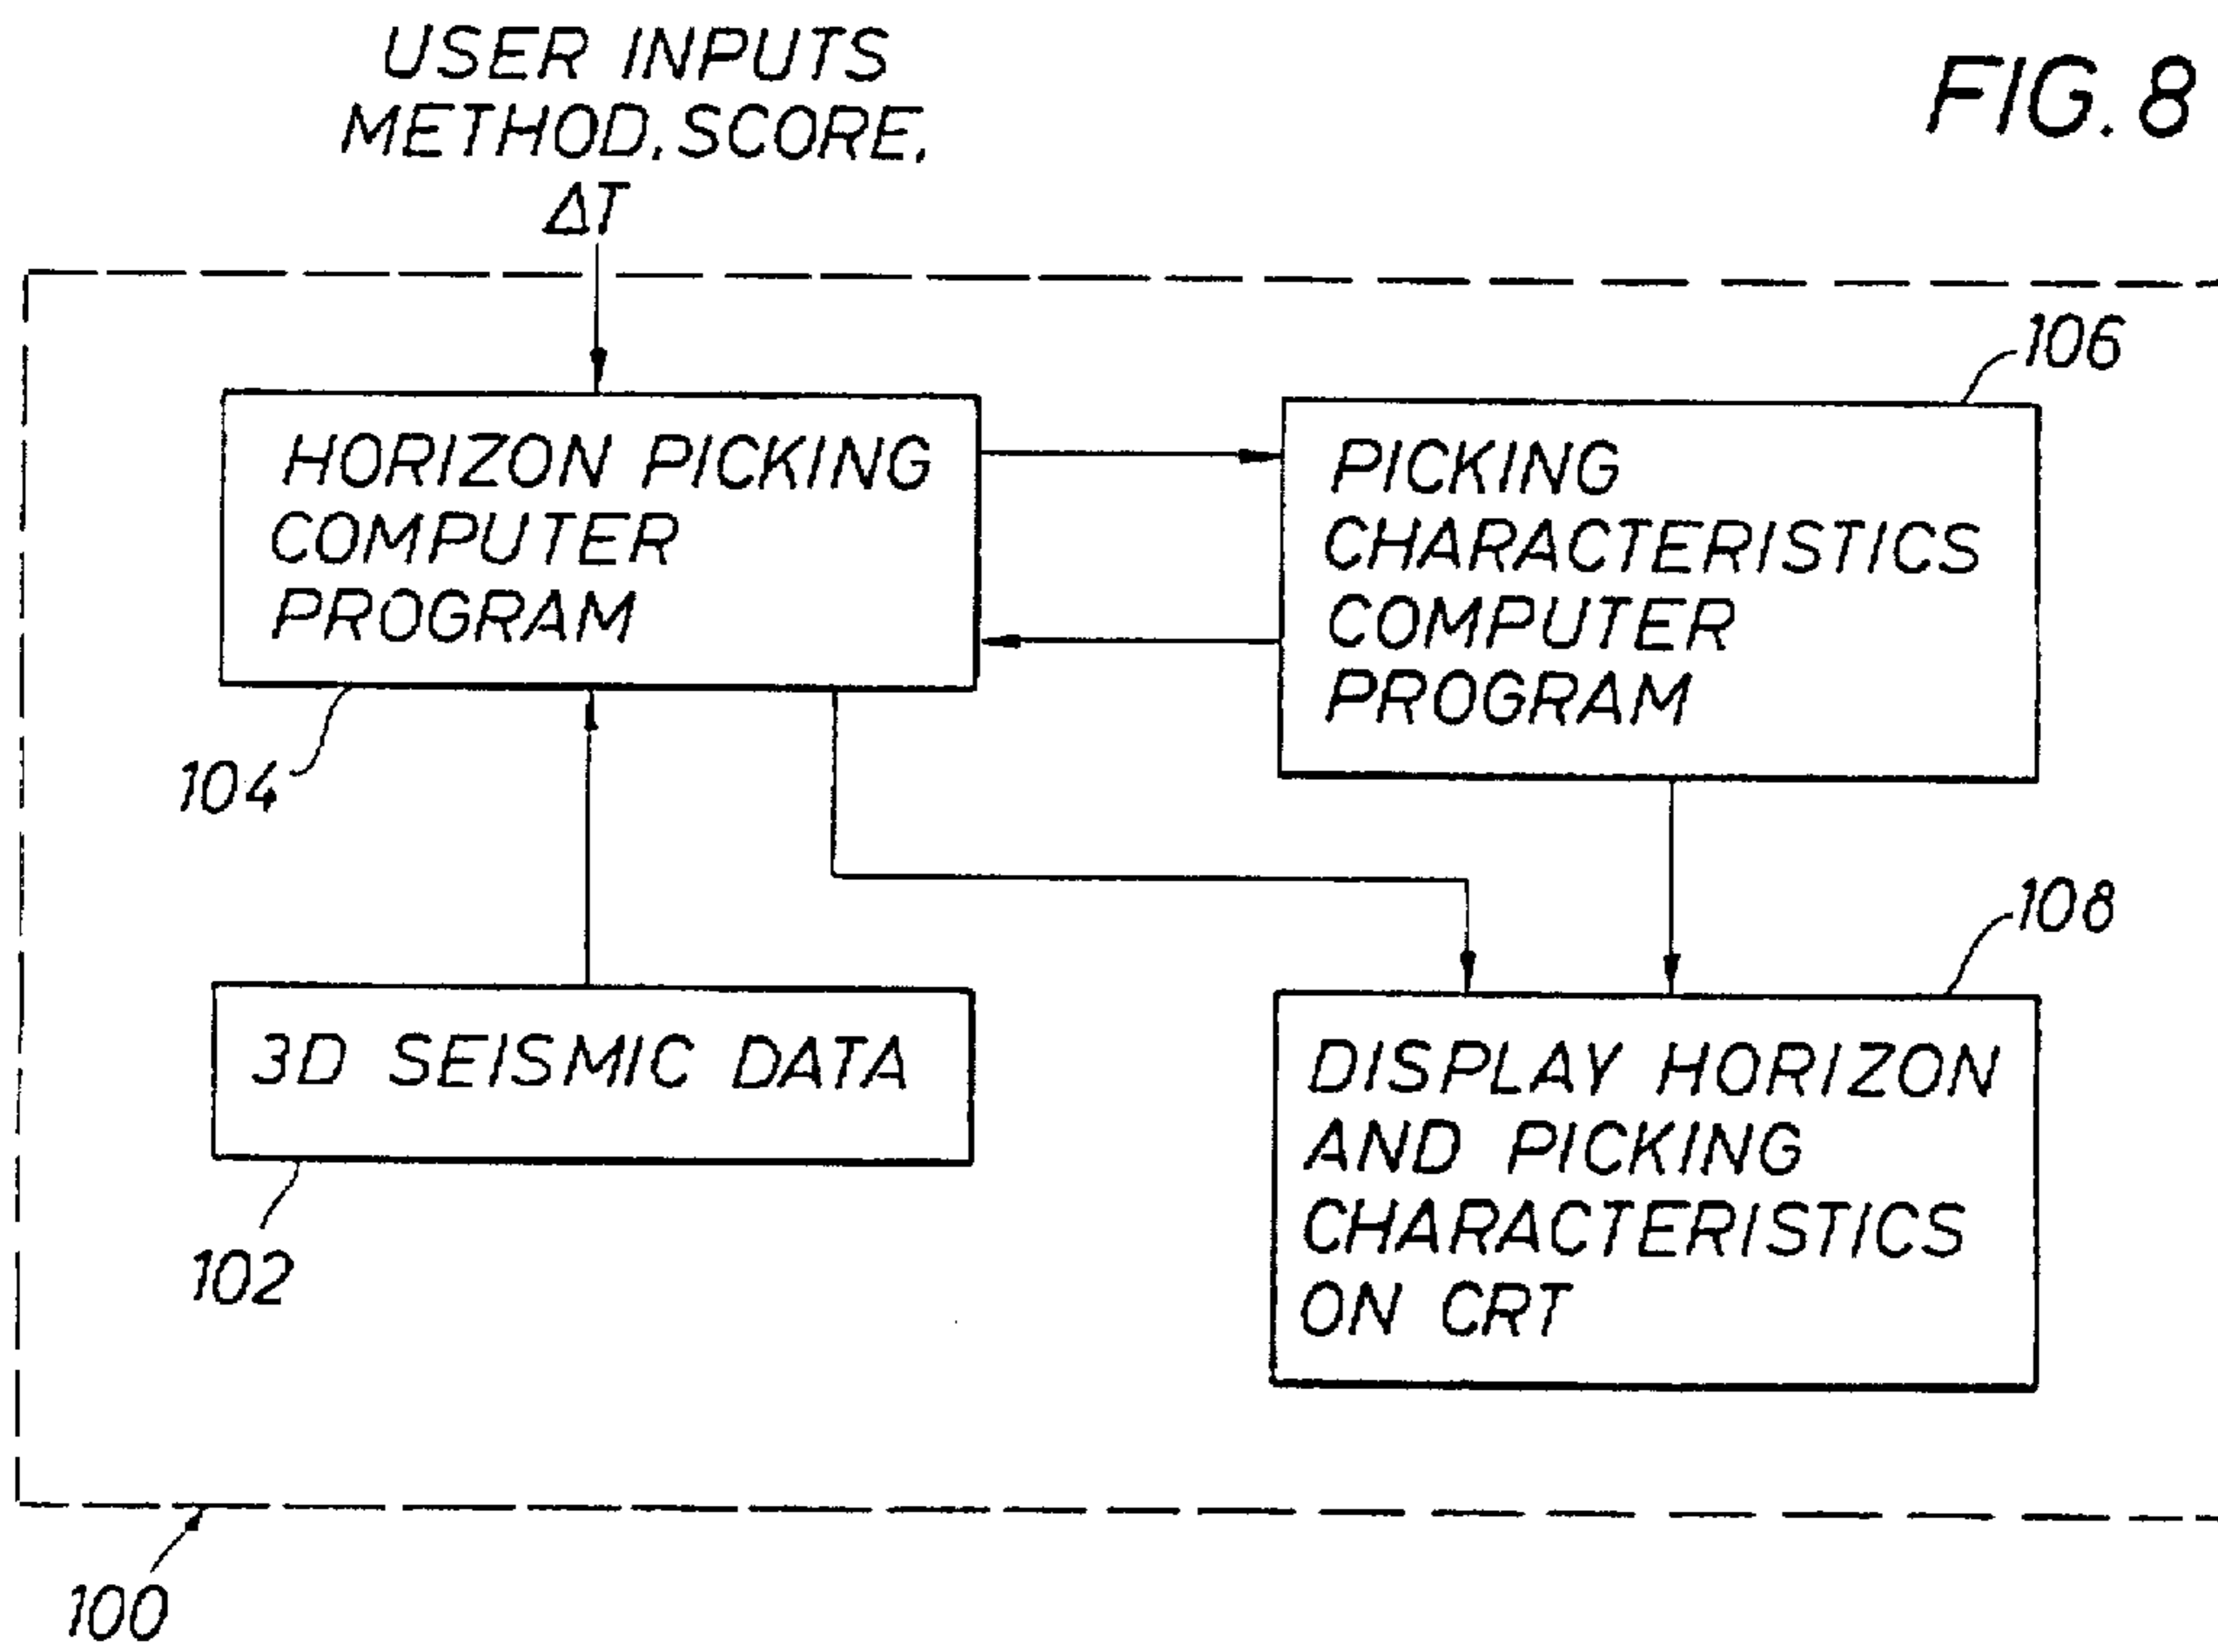 USER INPUTS
METHOD, SCORE,
ΔT
FIG. 8
106
HORIZON PICKING
COMPUTER
PROGRAM
PICKING
CHARACTERISTICS
COMPUTER
PROGRAM
104
108
3D SEISMIC DATA
DISPLAY HORIZON
AND PICKING
CHARACTERISTICS
ON CRT
102
100